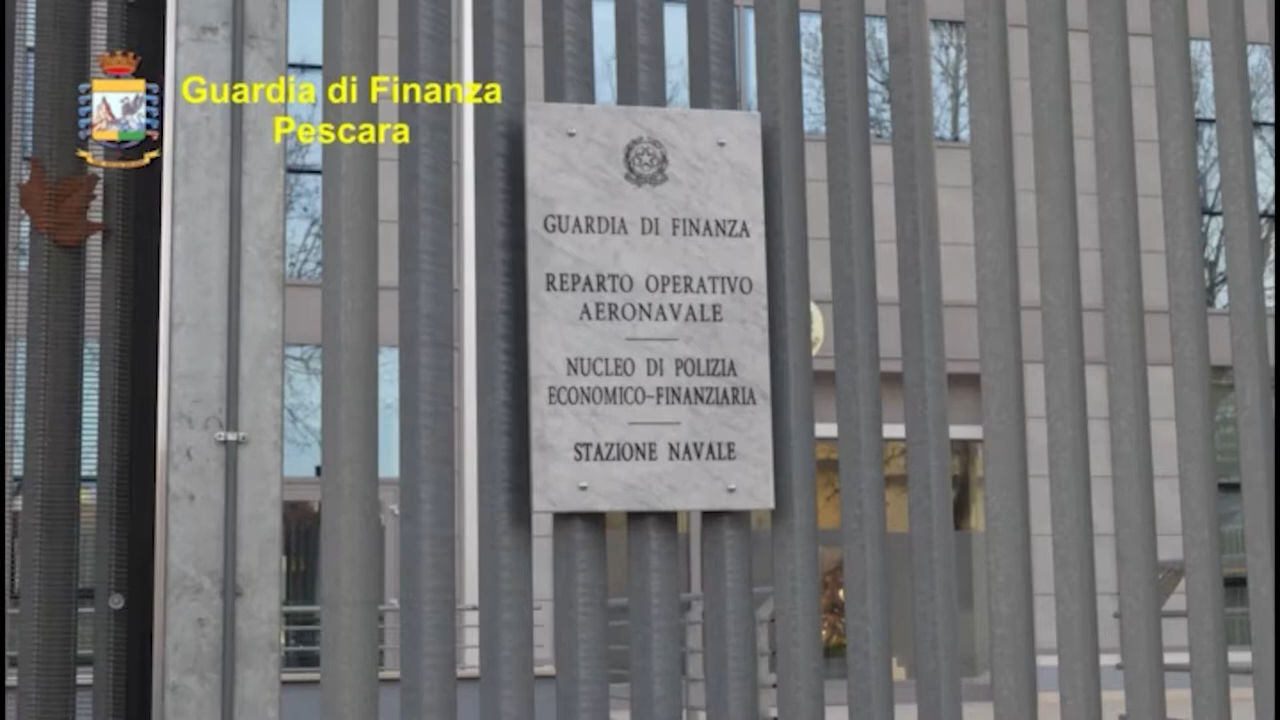 Guardia di Finanza
Pescara
GUARDIA DI FINANZA
REPARTO OPERATIVO
AERONAVALE
NUCLEO DI POLIZIA
ECONOMICO-FINANZIARIA
STAZIONE NAVALE